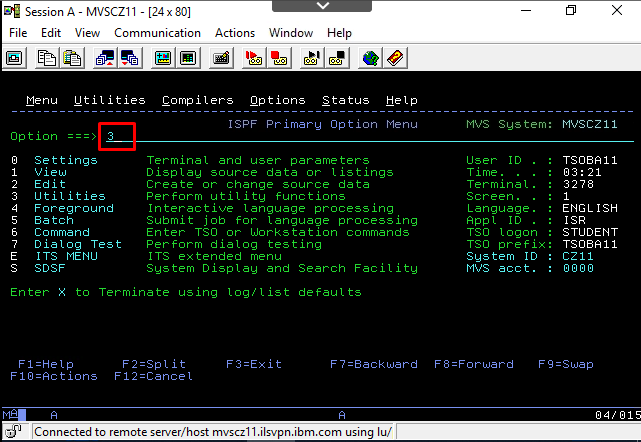 Session A - MVSCZ11 - [24 x 80]
File Edit View Communication Actions Window Help
Menu Utilities Compilers Options Status Help
ISPF Primary Option Menu MVS System: MVSCZ11
Option ===> 3_
0 Settings Terminal and user parameters User ID . : TSOBA11
1 View Display source data or listings Time. . . : 03:21
2 Edit Create or change source data Terminal. : 3278
3 Utilities Perform utility functions Screen. . : 1
4 Foreground Interactive language processing Language. : ENGLISH
5 Batch Submit job for language processing Appl ID . : ISR
6 Command Enter TSO or Workstation commands TSO logon : STUDENT
7 Dialog Test Perform dialog testing TSO prefix: TSOBA11
E ITS MENU ITS extended menu System ID : CZ11
S SDSF System Display and Search Facility MVS acct. : 0000
Enter X to Terminate using log/list defaults
F1=Help F2=Split F3=Exit F7=Backward F8=Forward F9=Swap
F10=Actions F12=Cancel
MA A A 04/015
Connected to remote server/host mvscz11.ilsvpn.ibm.com using lu/